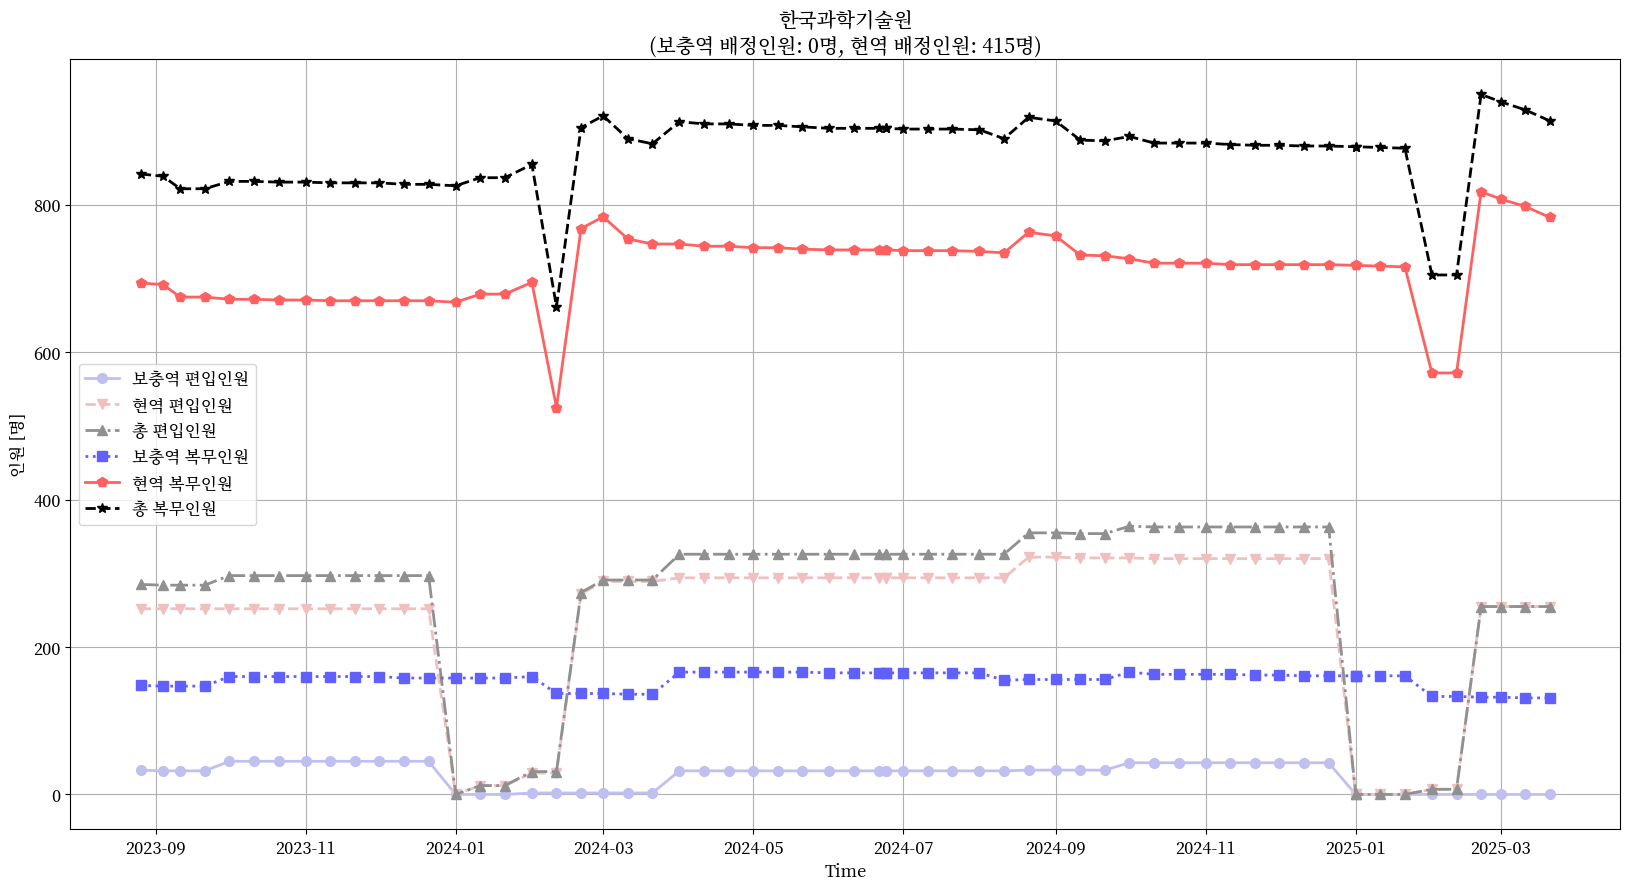 한국과학기술원
(보충역 배정인원: 0명, 현역 배정인원: 415명)
인원 [명]
800
600
400
200
0
보충역 편입인원
현역 편입인원
총 편입인원
보충역 복무인원
현역 복무인원
총 복무인원
2023-09 2023-11 2024-01 2024-03 2024-05 2024-07 2024-09 2024-11 2025-01 2025-03
Time